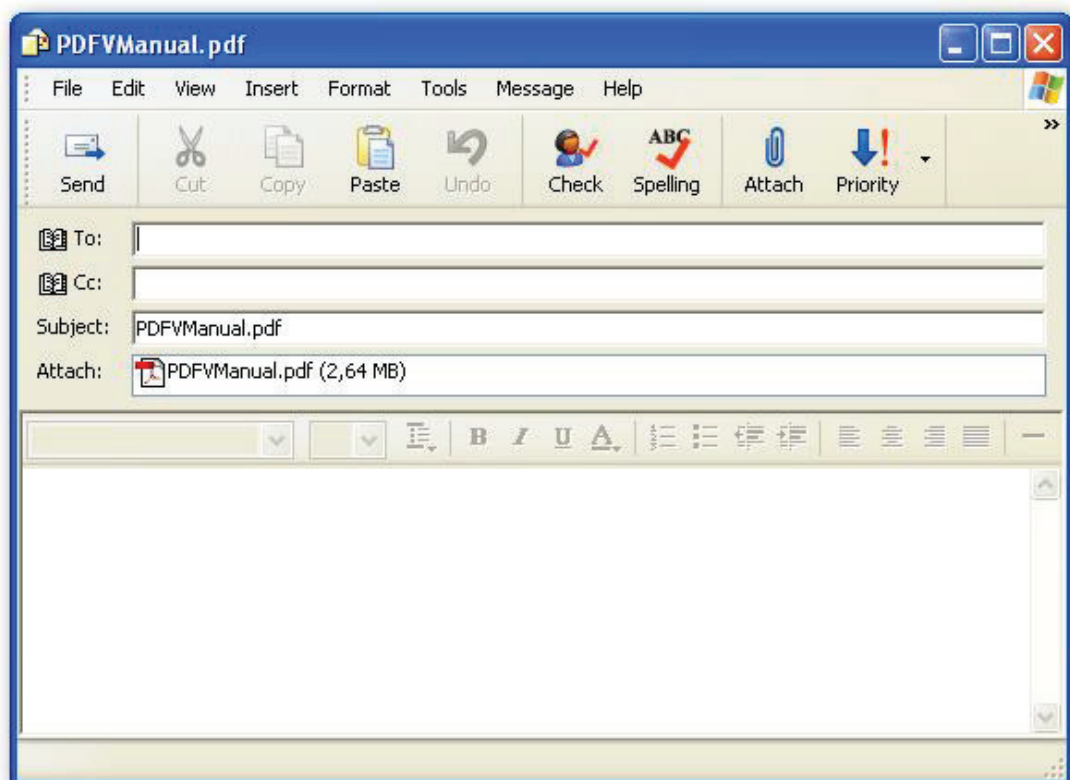 PDFVManual.pdf
File Edit View Insert Format Tools Message Help
Send Cut Copy Paste Undo ABC Check Spelling Attach Priority
To:
Cc:
Subject: PDFVManual.pdf
Attach: PDFVManual.pdf (2,64 MB)
B I U A